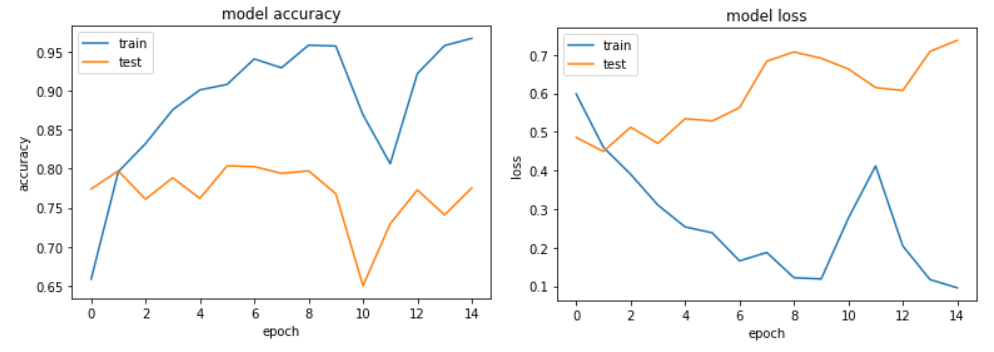 model accuracy
train
test
0.95
0.90
0.85
0.80
0.75
0.70
0.65
accuracy
0 2 4 6 8 10 12 14
epoch
model loss
train
test
0.7
0.6
0.5
0.4
0.3
0.2
0.1
loss
0 2 4 6 8 10 12 14
epoch